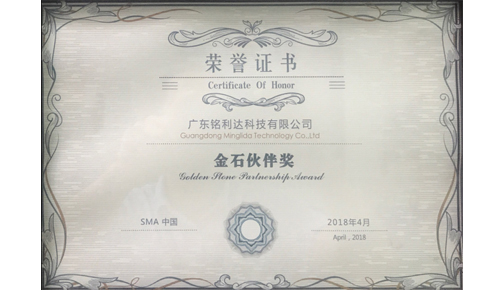 荣誉证书
Certificate Of Honor
广东铭利达科技有限公司
Guangdong Minglida Technology Co.,Ltd
金石伙伴奖
Golden Stone Partnership Award
SMA 中国
2018年4月
April , 2018